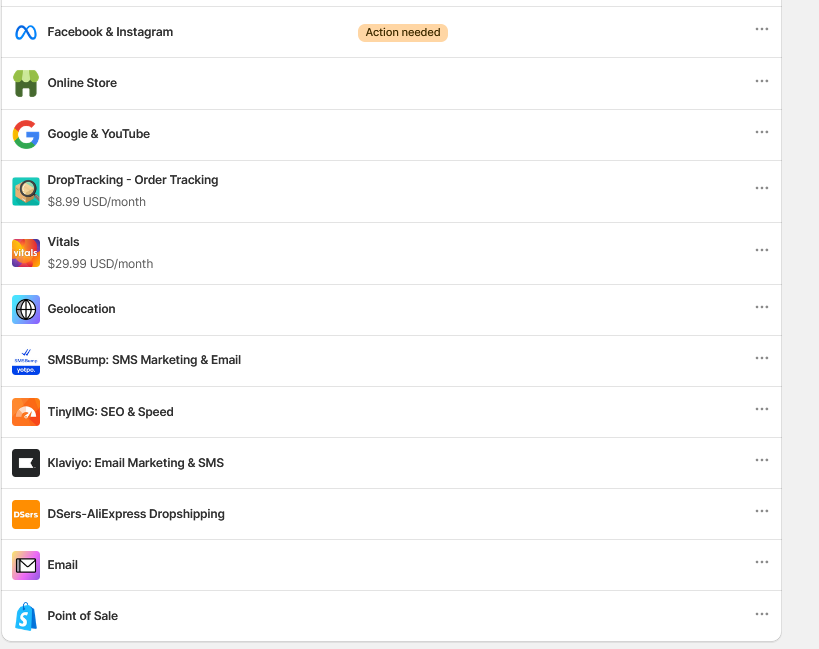 Facebook & Instagram
Action needed
Online Store
Google & YouTube
DropTracking - Order Tracking
$8.99 USD/month
vitals
Vitals
$29.99 USD/month
Geolocation
SMSBump
yotpo.
SMSBump: SMS Marketing & Email
TinyIMG: SEO & Speed
Klaviyo: Email Marketing & SMS
DSers
DSers-AliExpress Dropshipping
Email
S
Point of Sale